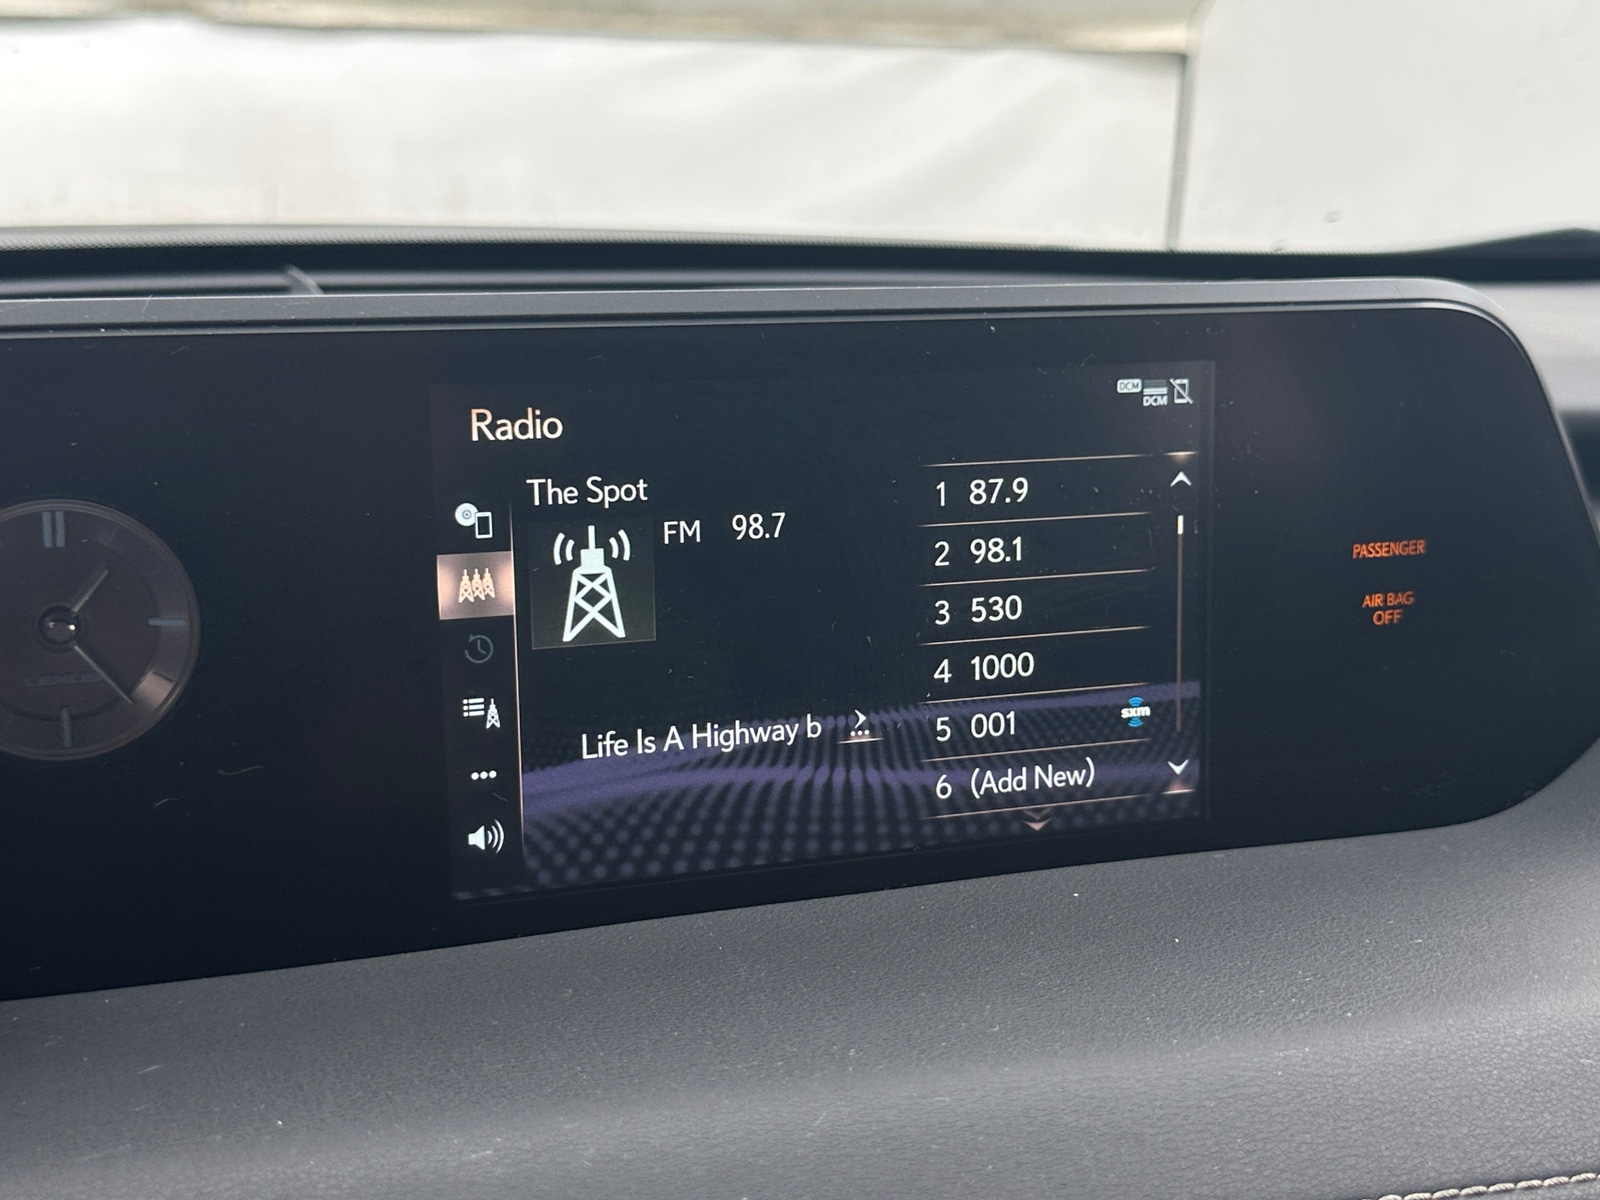 Radio
DCM
DCM
The Spot
FM 98.7
Life Is A Highway b
1 87.9
2 98.1
3 530
4 1000
5 001 sxm
6 (Add New)
PASSENGER
AIR BAG
OFF
LEXUS